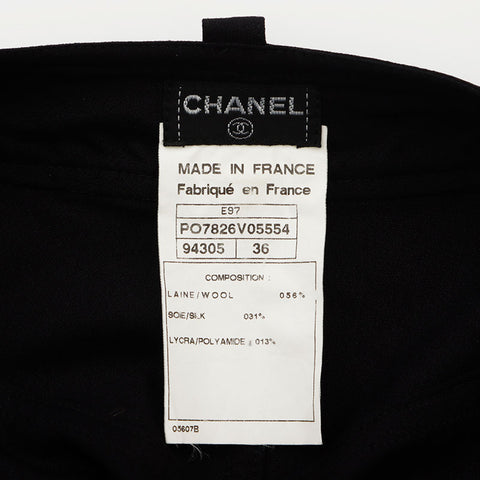 CHANEL
MADE IN FRANCE
Fabriqué en France
E97
PO7826V05554
94305 36
COMPOSITION :
LAINE/WOOL 056%
SOIE/SILK 031%
LYCRA/POLYAMIDE : 013%
05607B